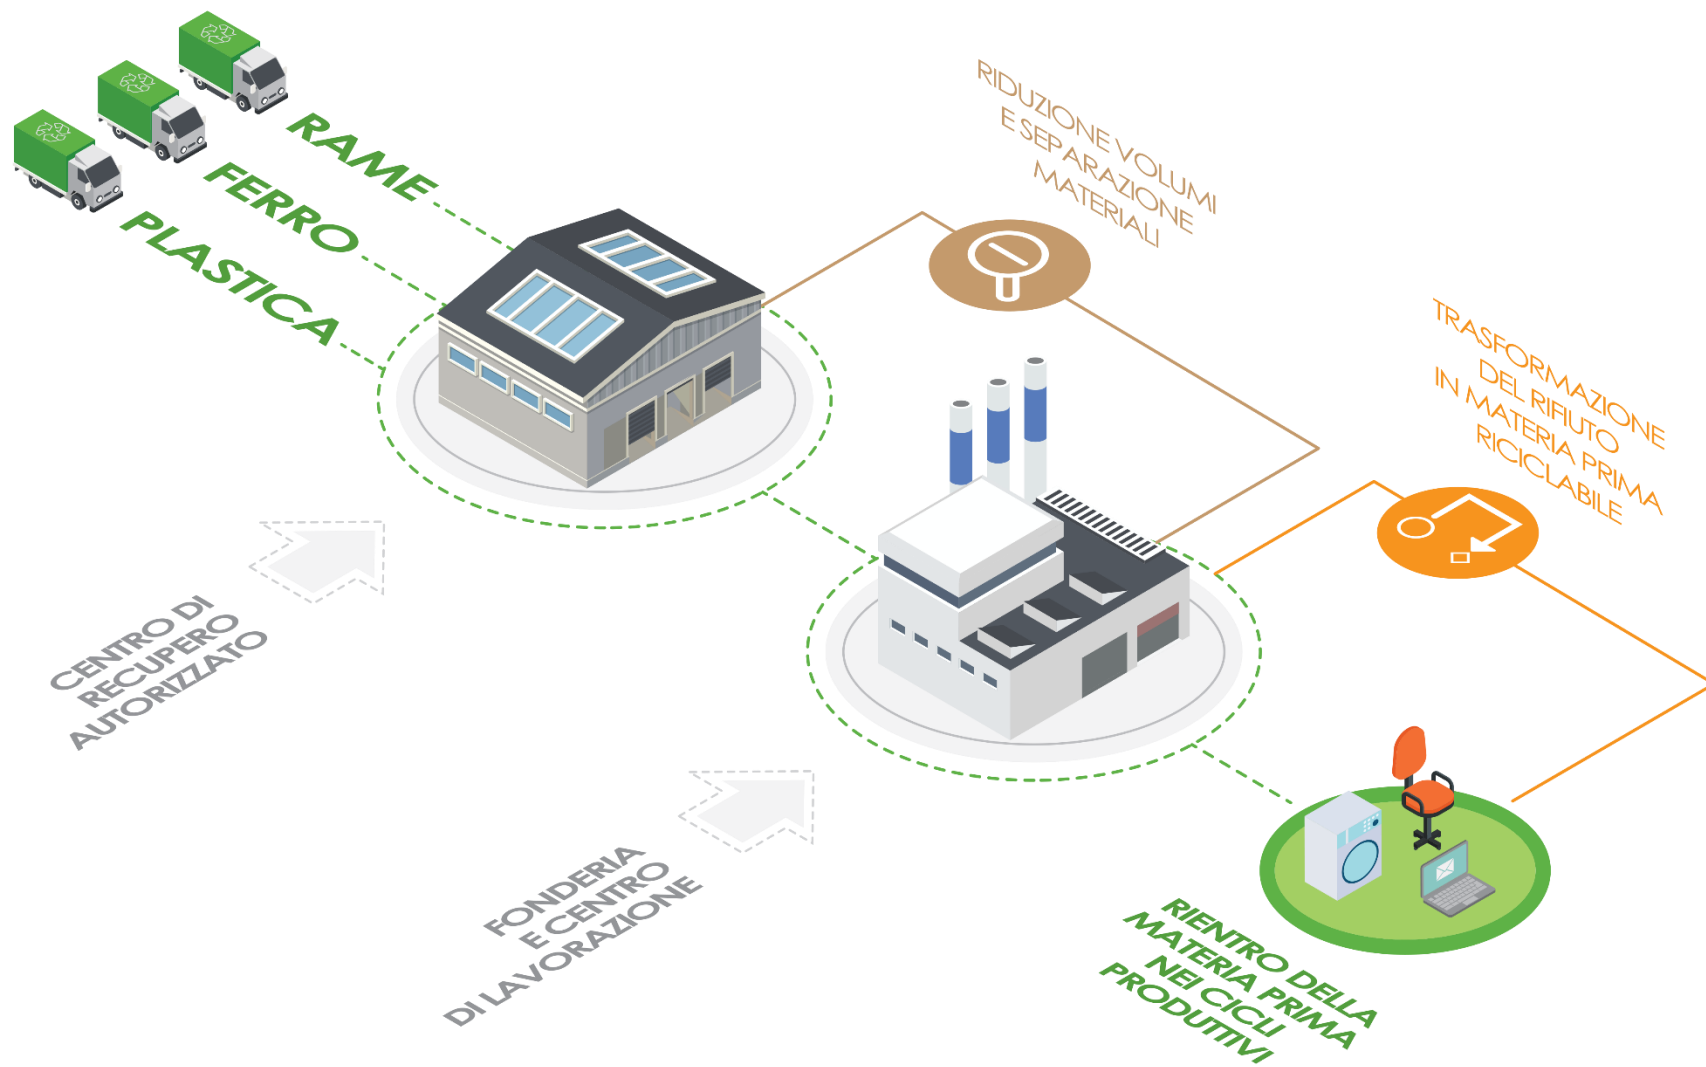 RAME
FERRO
PLASTICA
RIDUZIONE VOLUMI
E SEPARAZIONE
MATERIALI
TRASFORMAZIONE
DEL RIFIUTO
IN MATERIA PRIMA
RICICLABILE
CENTRO DI
RECUPERO
AUTORIZZATO
FONDERIA
E CENTRO
DI LAVORAZIONE
RIENTRO DELLA
MATERIA PRIMA
NEI CICLI
PRODUTTIVI